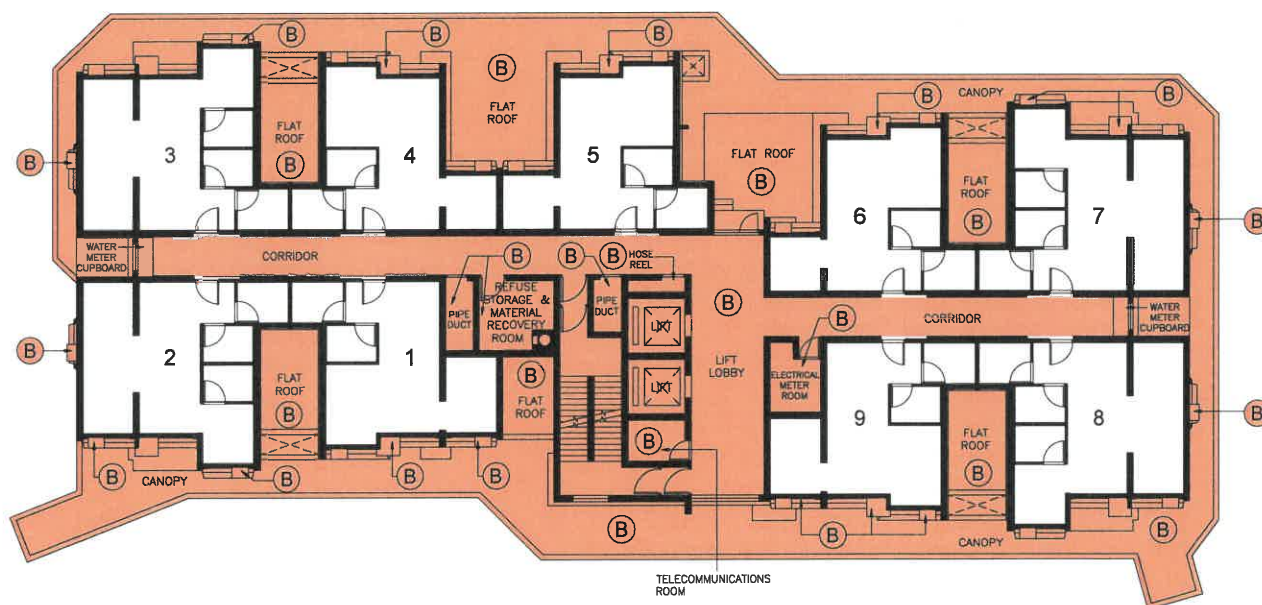 B
B
B
B
FLAT
ROOF
CANOPY
B
B
3
FLAT
ROOF
B
4
5
FLAT ROOF
B
B
6
FLAT
ROOF
B
7
B
WATER
METER
CUPBOARD
CORRIDOR
B
B
B
HOSE
REEL
B
PIPE
DUCT
REFUSE
STORAGE &
MATERIAL
RECOVERY
ROOM
PIPE
DUCT
LIFT
LIFT
LIFT
LOBBY
B
ELECTRICAL
METER
ROOM
CORRIDOR
WATER
METER
CUPBOARD
B
2
FLAT
ROOF
B
1
B
FLAT
ROOF
B
9
FLAT
ROOF
B
8
B
B
CANOPY
B
B
B
B
B
B
CANOPY
TELECOMMUNICATIONS
ROOM